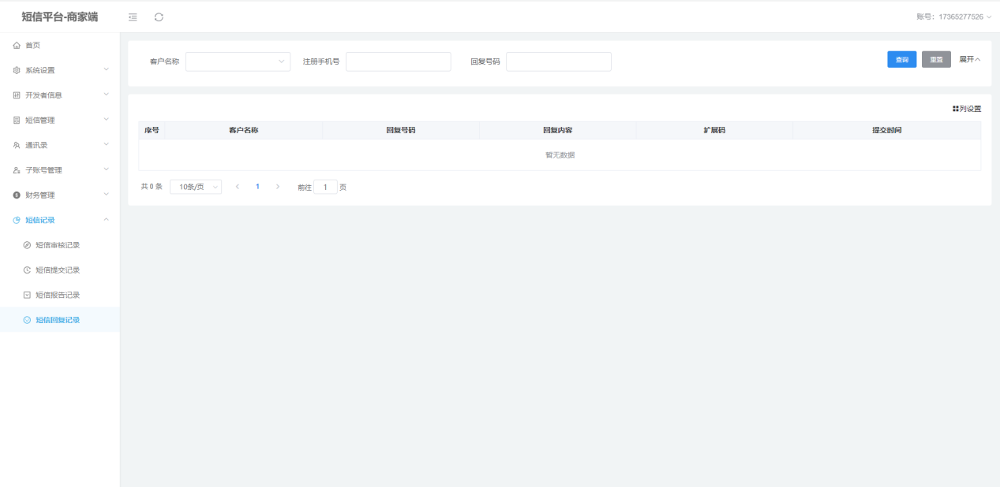 短信平台-商家端
账号：17365277526
首页
系统设置
开发者信息
短信管理
通讯录
子账号管理
财务管理
短信记录
短信审核记录
短信提交记录
短信报告记录
短信回复记录
客户名称 注册手机号 回复号码 查询 重置 展开
列设置
序号 客户名称 回复号码 回复内容 扩展码 提交时间
暂无数据
共 0 条 10条/页 1 前往 1 页